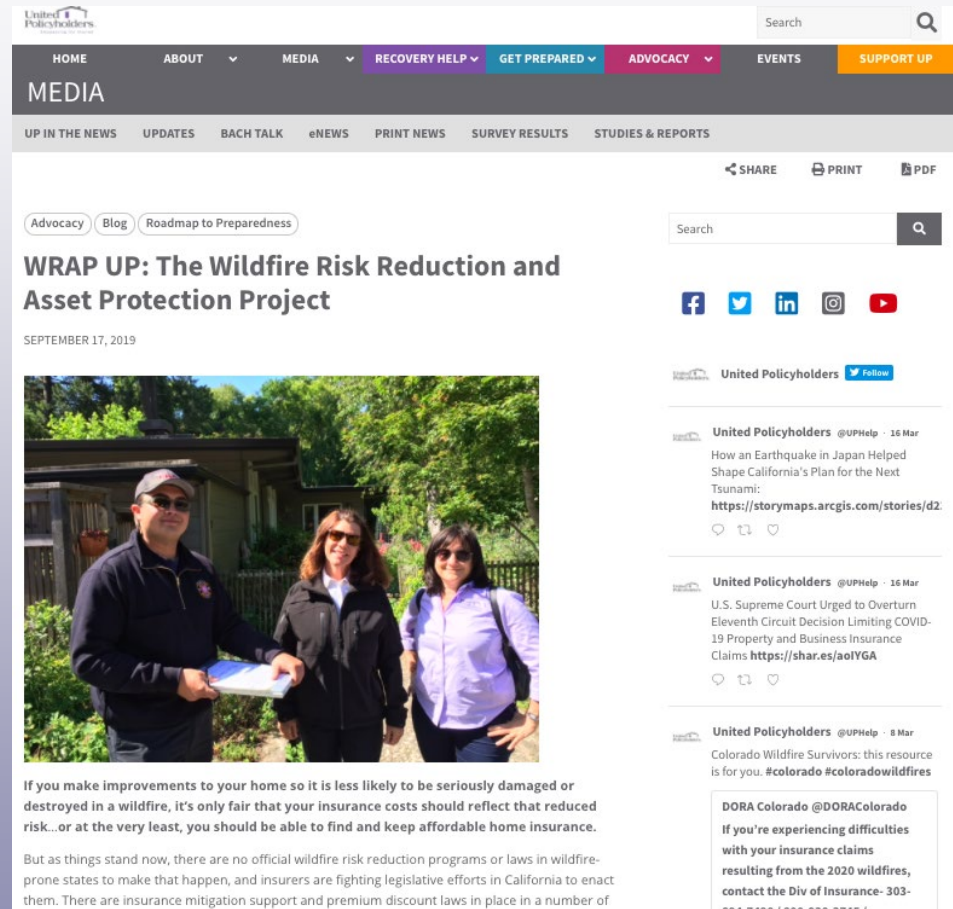 United
Policyholders
Search
HOME
ABOUT
MEDIA
RECOVERY HELP
GET PREPARED
ADVOCACY
EVENTS
SUPPORT UP
MEDIA
UP IN THE NEWS
UPDATES
BACH TALK
eNEWS
PRINT NEWS
SURVEY RESULTS
STUDIES & REPORTS
SHARE
PRINT
PDF
Advocacy
Blog
Roadmap to Preparedness
WRAP UP: The Wildfire Risk Reduction and
Asset Protection Project
SEPTEMBER 17, 2019
If you make improvements to your home so it is less likely to be seriously damaged or
destroyed in a wildfire, it's only fair that your insurance costs should reflect that reduced
risk...or at the very least, you should be able to find and keep affordable home insurance.
But as things stand now, there are no official wildfire risk reduction programs or laws in wildfire-
prone states to make that happen, and insurers are fighting legislative efforts in California to enact
them. There are insurance mitigation support and premium discount laws in place in a number of
Search
United Policyholders
Follow
United Policyholders @UPHelp · 16 Mar
How an Earthquake in Japan Helped
Shape California's Plan for the Next
Tsunami:
https://storymaps.arcgis.com/stories/d2
United Policyholders @UPHelp · 16 Mar
U.S. Supreme Court Urged to Overturn
Eleventh Circuit Decision Limiting COVID-
19 Property and Business Insurance
Claims https://shar.es/aoIYGA
United Policyholders @UPHelp · 8 Mar
Colorado Wildfire Survivors: this resource
is for you. #colorado #coloradowildfires
DORA Colorado @DORAColorado
If you're experiencing difficulties
with your insurance claims
resulting from the 2020 wildfires,
contact the Div of Insurance- 303-